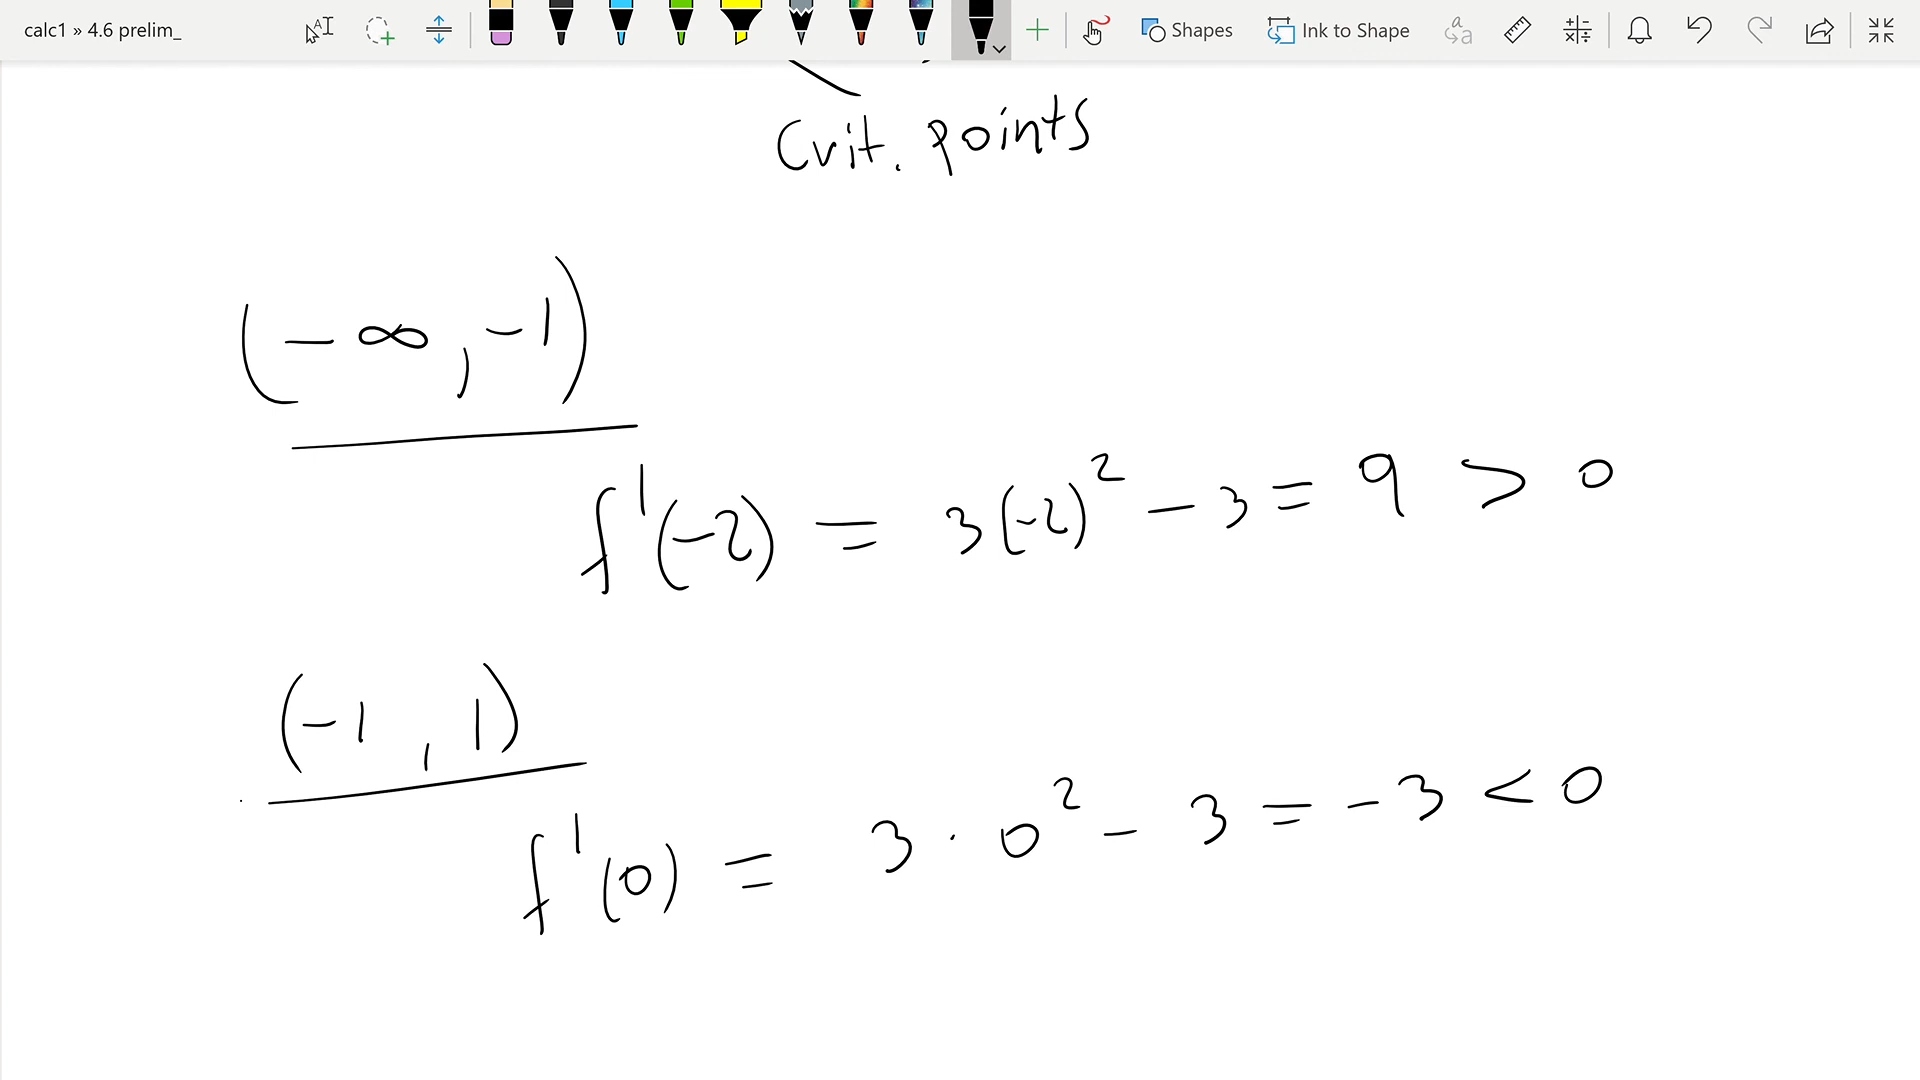 calc1 » 4.6 prelim_ Shapes Ink to Shape
Crit. points
(-∞, -1)
f'(-2) = 3(-2)² - 3 = 9 > 0
(-1, 1)
f'(0) = 3 · 0² - 3 = -3 < 0